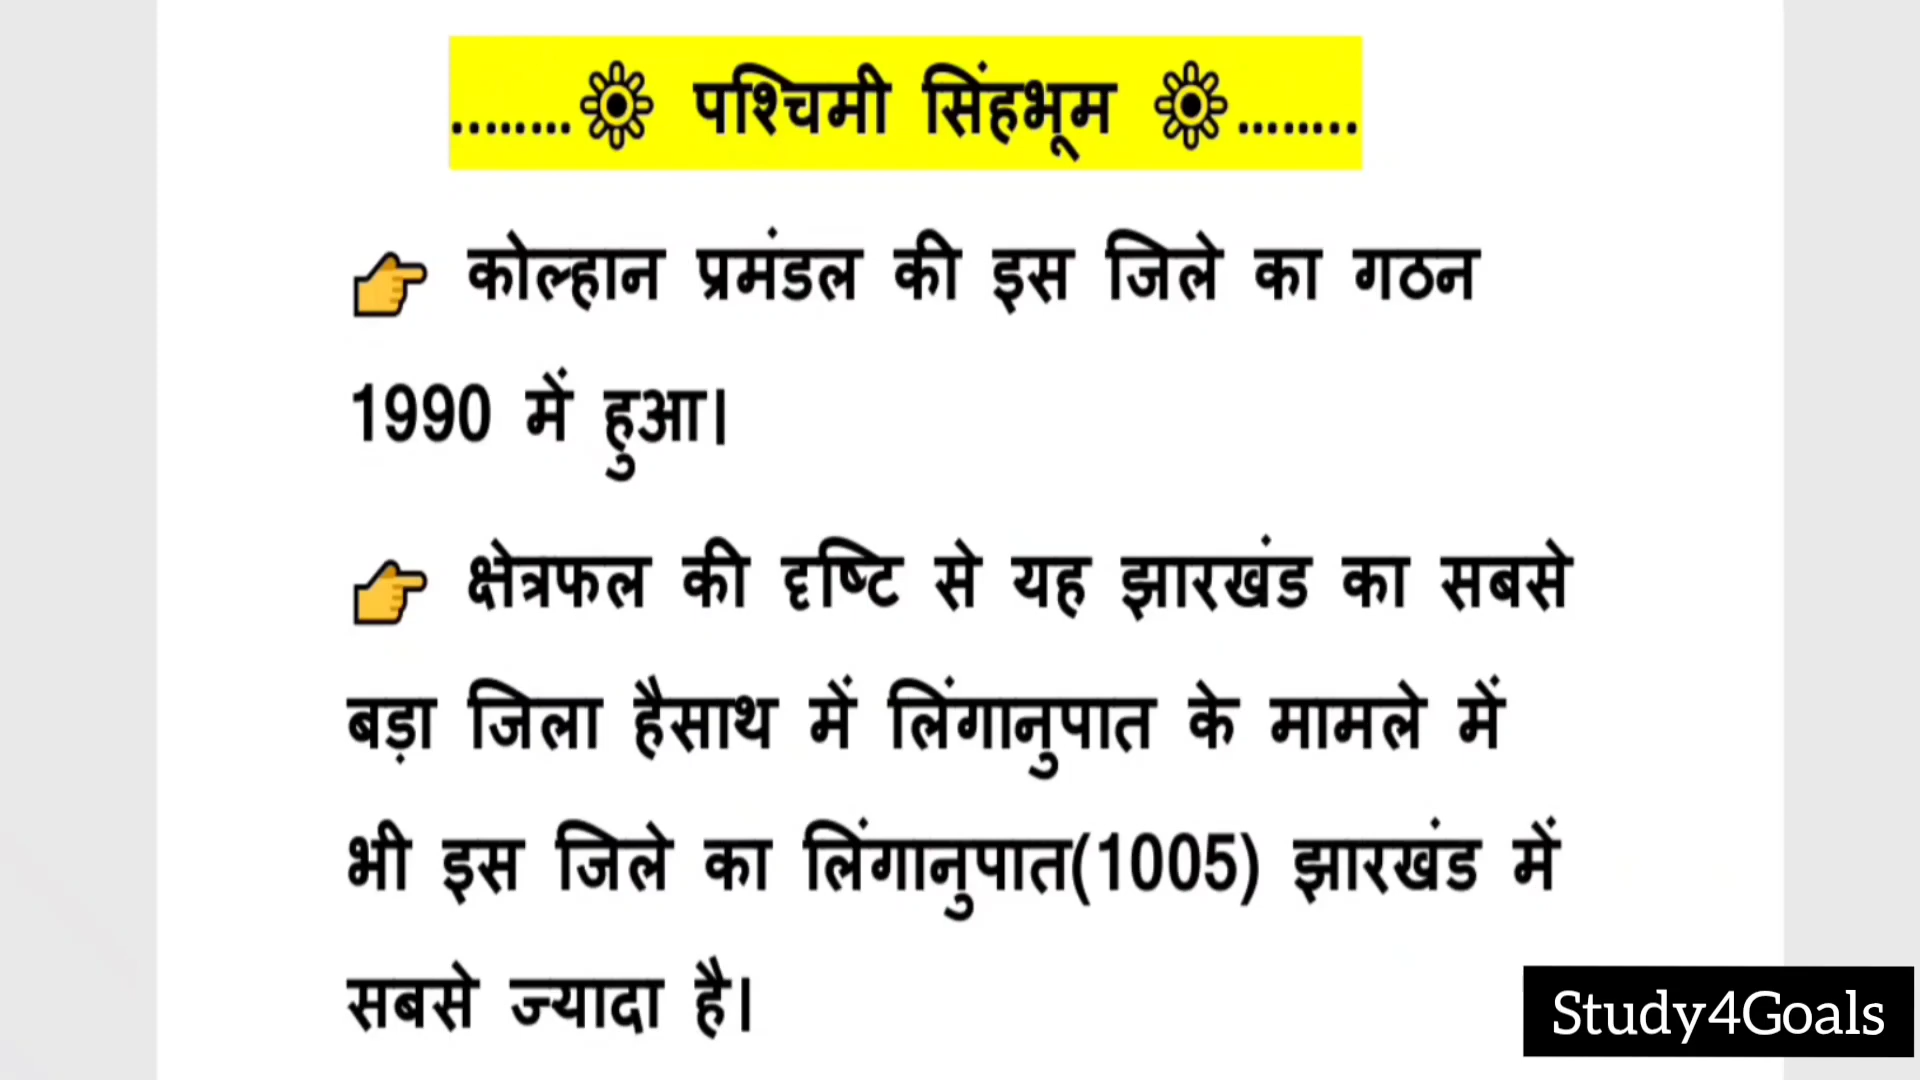 ........❂ पश्चिमी सिंहभूम ❂........
👉 कोल्हान प्रमंडल की इस जिले का गठन
1990 में हुआ।
👉 क्षेत्रफल की दृष्टि से यह झारखंड का सबसे
बड़ा जिला हैसाथ में लिंगानुपात के मामले में
भी इस जिले का लिंगानुपात(1005) झारखंड में
सबसे ज्यादा है।
Study4Goals